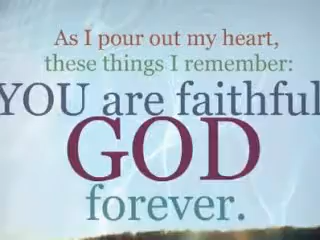 As I pour out my heart,
these things I remember:
YOU are faithful
GOD
forever.